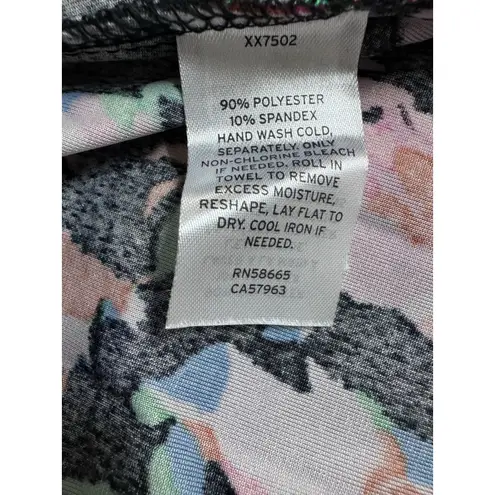 XX7502
90% POLYESTER
10% SPANDEX
HAND WASH COLD,
SEPARATELY. ONLY
NON-CHLORINE BLEACH
IF NEEDED, ROLL IN
TOWEL TO REMOVE
EXCESS MOISTURE,
RESHAPE, LAY FLAT TO
DRY. COOL IRON IF
NEEDED.
RN58665
CA57963